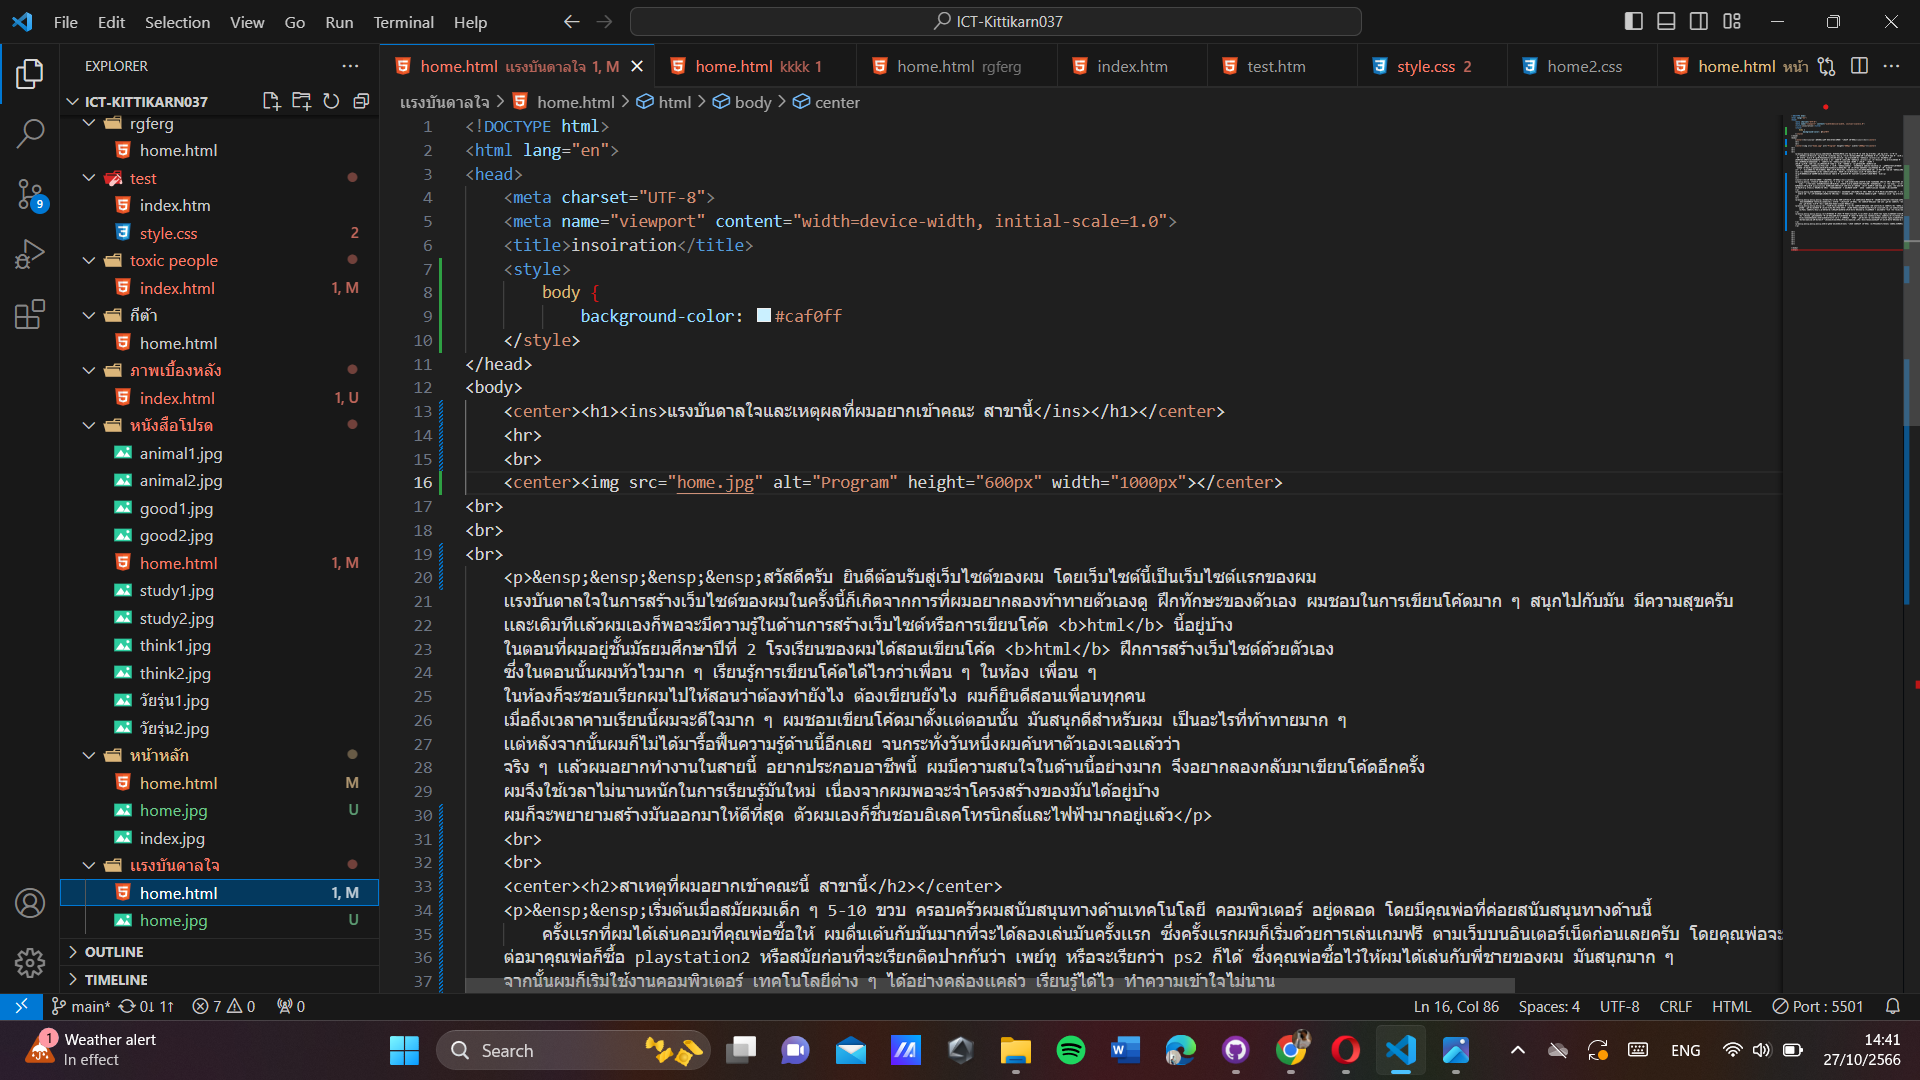 File Edit Selection View Go Run Terminal Help
ICT-Kittikarn037
EXPLORER
home.html แรงบันดาลใจ 1, M
home.html kkkk 1
home.html rgferg
index.htm
test.htm
style.css 2
home2.css
home.html หน้า
ICT-KITTIKARN037
แรงบันดาลใจ > home.html > html > body > center
rgferg
home.html
test
index.htm
style.css 2
toxic people
index.html 1, M
กีต้า
home.html
ภาพเบื้องหลัง
index.html 1, U
หนังสือโปรด
animal1.jpg
animal2.jpg
good1.jpg
good2.jpg
home.html 1, M
study1.jpg
study2.jpg
think1.jpg
think2.jpg
วัยรุ่น1.jpg
วัยรุ่น2.jpg
หน้าหลัก
home.html M
home.jpg U
index.jpg
แรงบันดาลใจ
home.html 1, M
home.jpg U
OUTLINE
TIMELINE
1 <!DOCTYPE html>
2 <html lang="en">
3 <head>
4 <meta charset="UTF-8">
5 <meta name="viewport" content="width=device-width, initial-scale=1.0">
6 <title>insoiration</title>
7 <style>
8 body {
9 background-color: #caf0ff
10 </style>
11 </head>
12 <body>
13 <center><h1><ins>แรงบันดาลใจและเหตุผลที่ผมอยากเข้าคณะ สาขานี้</ins></h1></center>
14 <hr>
15 <br>
16 <center><img src="home.jpg" alt="Program" height="600px" width="1000px"></center>
17 <br>
18 <br>
19 <br>
20 <p>&ensp;&ensp;&ensp;&ensp;สวัสดีครับ ยินดีต้อนรับสู่เว็บไซต์ของผม โดยเว็บไซต์นี้เป็นเว็บไซต์แรกของผม
21 แรงบันดาลใจในการสร้างเว็บไซต์ของผมในครั้งนี้ก็เกิดจากการที่ผมอยากลองท้าทายตัวเองดู ฝึกทักษะของตัวเอง ผมชอบในการเขียนโค้ดมาก ๆ สนุกไปกับมัน มีความสุขครับ
22 และเดิมทีแล้วผมเองก็พอจะมีความรู้ในด้านการสร้างเว็บไซต์หรือการเขียนโค้ด <b>html</b> นี้อยู่บ้าง
23 ในตอนที่ผมอยู่ชั้นมัธยมศึกษาปีที่ 2 โรงเรียนของผมได้สอนเขียนโค้ด <b>html</b> ฝึกการสร้างเว็บไซต์ด้วยตัวเอง
24 ซึ่งในตอนนั้นผมหัวไวมาก ๆ เรียนรู้การเขียนโค้ดได้ไวกว่าเพื่อน ๆ ในห้อง เพื่อน ๆ
25 ในห้องก็จะชอบเรียกผมไปให้สอนว่าต้องทำยังไง ต้องเขียนยังไง ผมก็ยินดีสอนเพื่อนทุกคน
26 เมื่อถึงเวลาคาบเรียนนี้ผมจะดีใจมาก ๆ ผมชอบเขียนโค้ดมาตั้งแต่ตอนนั้น มันสนุกดีสำหรับผม เป็นอะไรที่ท้าทายมาก ๆ
27 แต่หลังจากนั้นผมก็ไม่ได้มารื้อฟื้นความรู้ด้านนี้อีกเลย จนกระทั่งวันหนึ่งผมค้นหาตัวเองเจอแล้วว่า
28 จริง ๆ แล้วผมอยากทำงานในสายนี้ อยากประกอบอาชีพนี้ ผมมีความสนใจในด้านนี้อย่างมาก จึงอยากลองกลับมาเขียนโค้ดอีกครั้ง
29 ผมจึงใช้เวลาไม่นานหนักในการเรียนรู้มันใหม่ เนื่องจากผมพอจะจำโครงสร้างของมันได้อยู่บ้าง
30 ผมก็จะพยายามสร้างมันออกมาให้ดีที่สุด ตัวผมเองก็ชื่นชอบอิเลคโทรนิกส์และไฟฟ้ามากอยู่แล้ว</p>
31 <br>
32 <br>
33 <center><h2>สาเหตุที่ผมอยากเข้าคณะนี้ สาขานี้</h2></center>
34 <p>&ensp;&ensp;เริ่มต้นเมื่อสมัยผมเด็ก ๆ 5-10 ขวบ ครอบครัวผมสนับสนุนทางด้านเทคโนโลยี คอมพิวเตอร์ อยู่ตลอด โดยมีคุณพ่อที่ค่อยสนับสนุนทางด้านนี้
35 ครั้งแรกที่ผมได้เล่นคอมที่คุณพ่อซื้อให้ ผมตื่นเต้นกับมันมากที่จะได้ลองเล่นมันครั้งแรก ซึ่งครั้งแรกผมก็เริ่มด้วยการเล่นเกมฟรี ตามเว็บบนอินเตอร์เน็ตก่อนเลยครับ โดยคุณพ่อจะ
36 ต่อมาคุณพ่อก็ซื้อ playstation2 หรือสมัยก่อนที่จะเรียกติดปากกันว่า เพย์ทู หรือจะเรียกว่า ps2 ก็ได้ ซึ่งคุณพ่อซื้อไว้ให้ผมได้เล่นกับพี่ชายของผม มันสนุกมาก ๆ
37 จากนั้นผมก็เริ่มใช้งานคอมพิวเตอร์ เทคโนโลยีต่าง ๆ ได้อย่างคล่องแคล่ว เรียนรู้ได้ไว ทำความเข้าใจไม่นาน
9
main* 0↓ 1↑ 7 0 0
Ln 16, Col 86 Spaces: 4 UTF-8 CRLF HTML Port : 5501
1
Weather alert
In effect
Search
ENG
14:41
27/10/2566